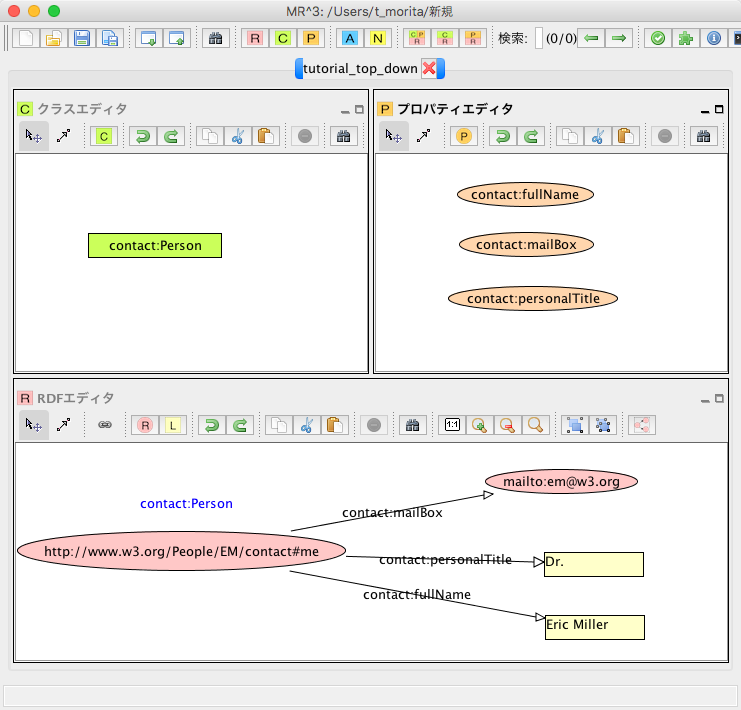 MR^3: /Users/t_morita/新規
R C P A N C P R C R P R 検索: (0/0)
tutorial_top_down
C クラスエディタ
C
contact:Person
P プロパティエディタ
P
contact:fullName
contact:mailBox
contact:personalTitle
R RDFエディタ
R L 1:1
contact:Person
http://www.w3.org/People/EM/contact#me
contact:mailBox
mailto:em@w3.org
contact:personalTitle
Dr.
contact:fullName
Eric Miller